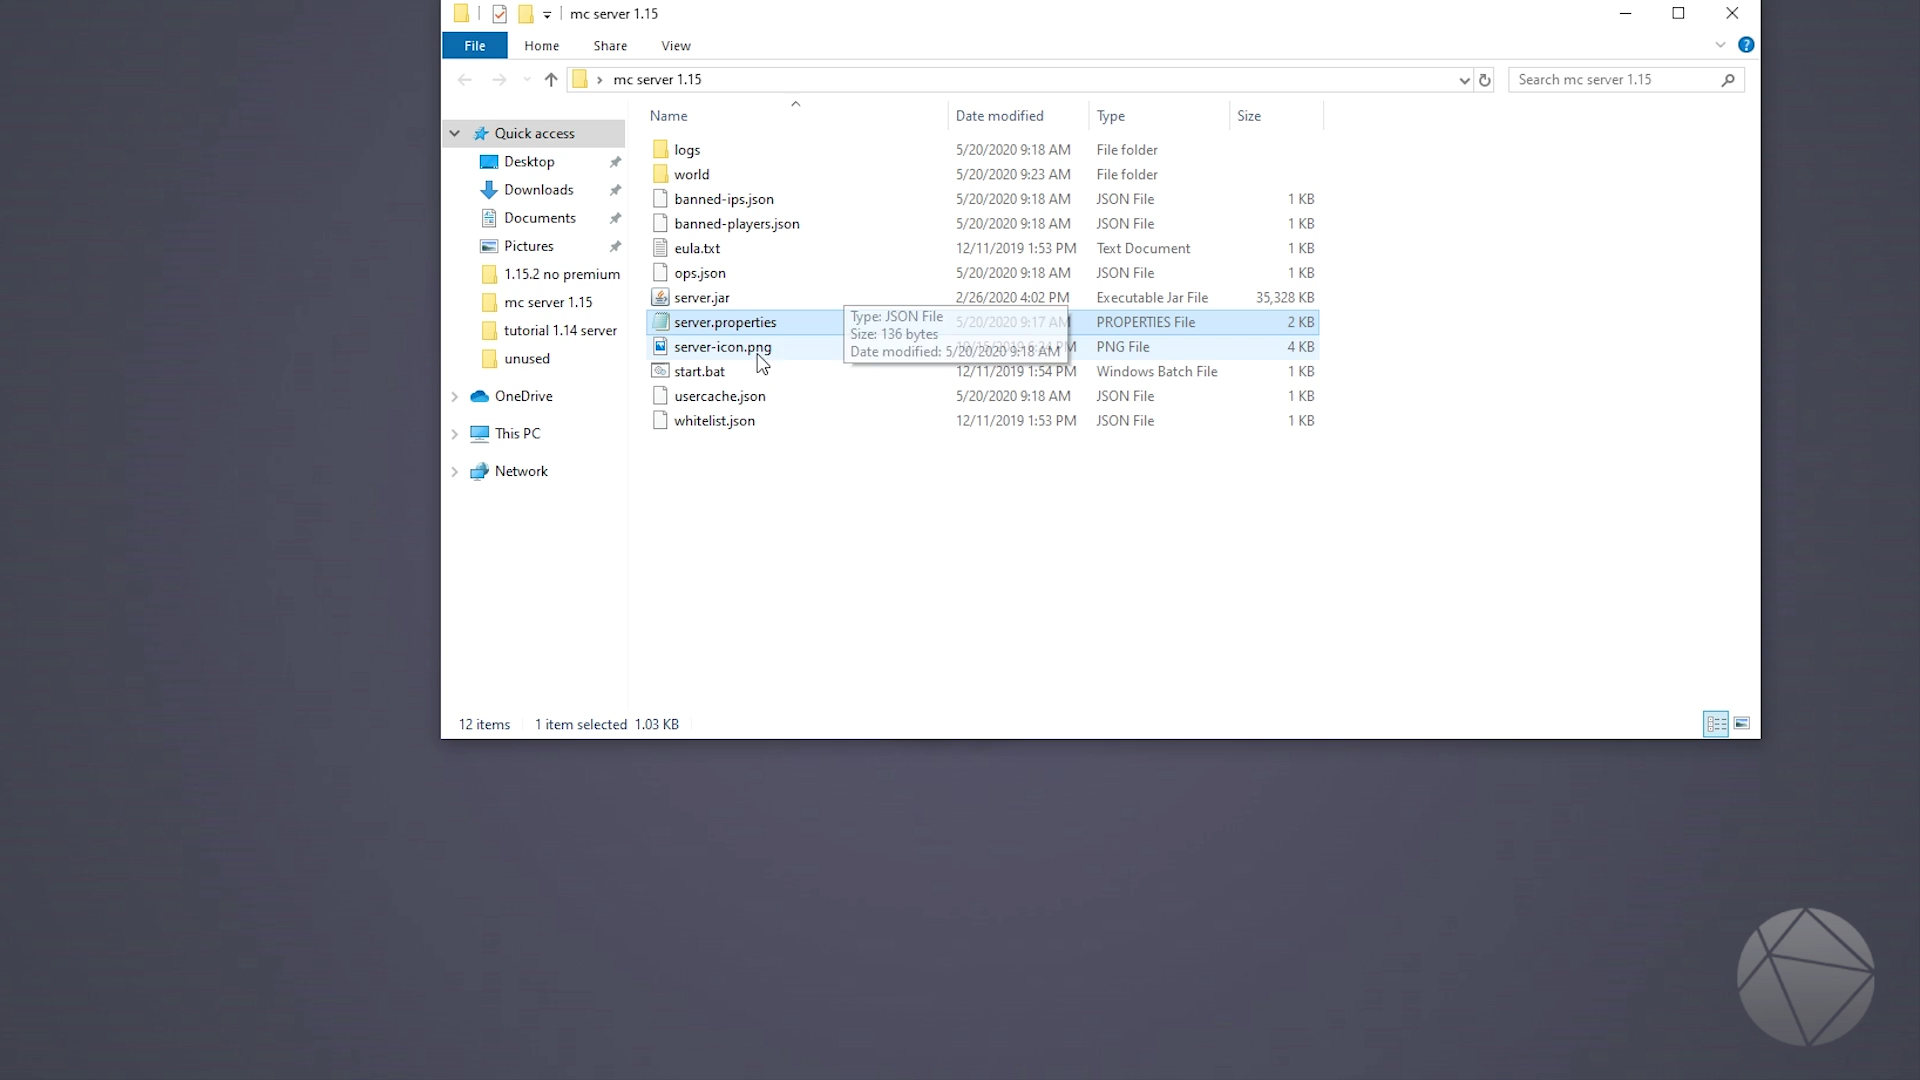 mc server 1.15
File Home Share View
mc server 1.15
Search mc server 1.15
Name Date modified Type Size
Quick access
Desktop
Downloads
Documents
Pictures
1.15.2 no premium
mc server 1.15
tutorial 1.14 server
unused
OneDrive
This PC
Network
logs 5/20/2020 9:18 AM File folder
world 5/20/2020 9:23 AM File folder
banned-ips.json 5/20/2020 9:18 AM JSON File 1 KB
banned-players.json 5/20/2020 9:18 AM JSON File 1 KB
eula.txt 12/11/2019 1:53 PM Text Document 1 KB
ops.json 5/20/2020 9:18 AM JSON File 1 KB
server.jar 2/26/2020 4:02 PM Executable Jar File 35,328 KB
server.properties 5/20/2020 9:17 AM PROPERTIES File 2 KB
server-icon.png PNG File 4 KB
start.bat 12/11/2019 1:54 PM Windows Batch File 1 KB
usercache.json 5/20/2020 9:18 AM JSON File 1 KB
whitelist.json 12/11/2019 1:53 PM JSON File 1 KB
Type: JSON File
Size: 136 bytes
Date modified: 5/20/2020 9:18 AM
12 items 1 item selected 1.03 KB